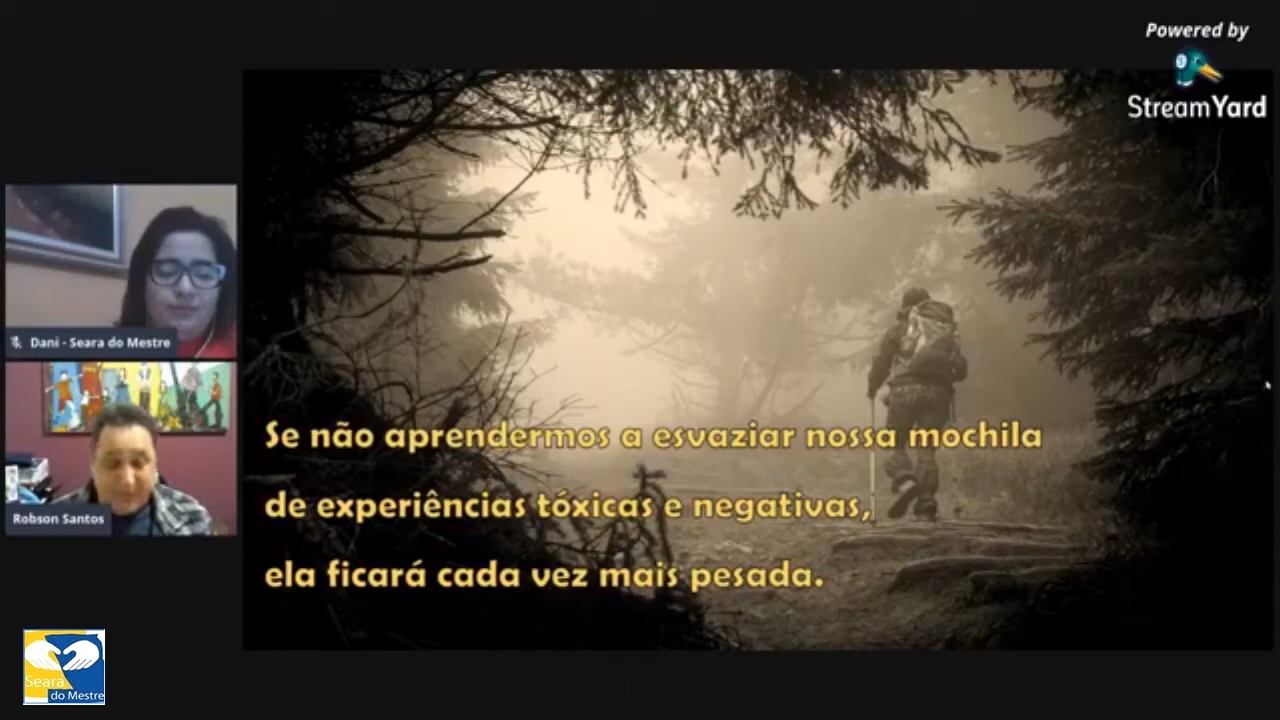 Powered by
StreamYard
Dani - Seara do Mestre
Robson Santos
Se não aprendermos a esvaziar nossa mochila
de experiências tóxicas e negativas,
ela ficará cada vez mais pesada.
Seara
do Mestre